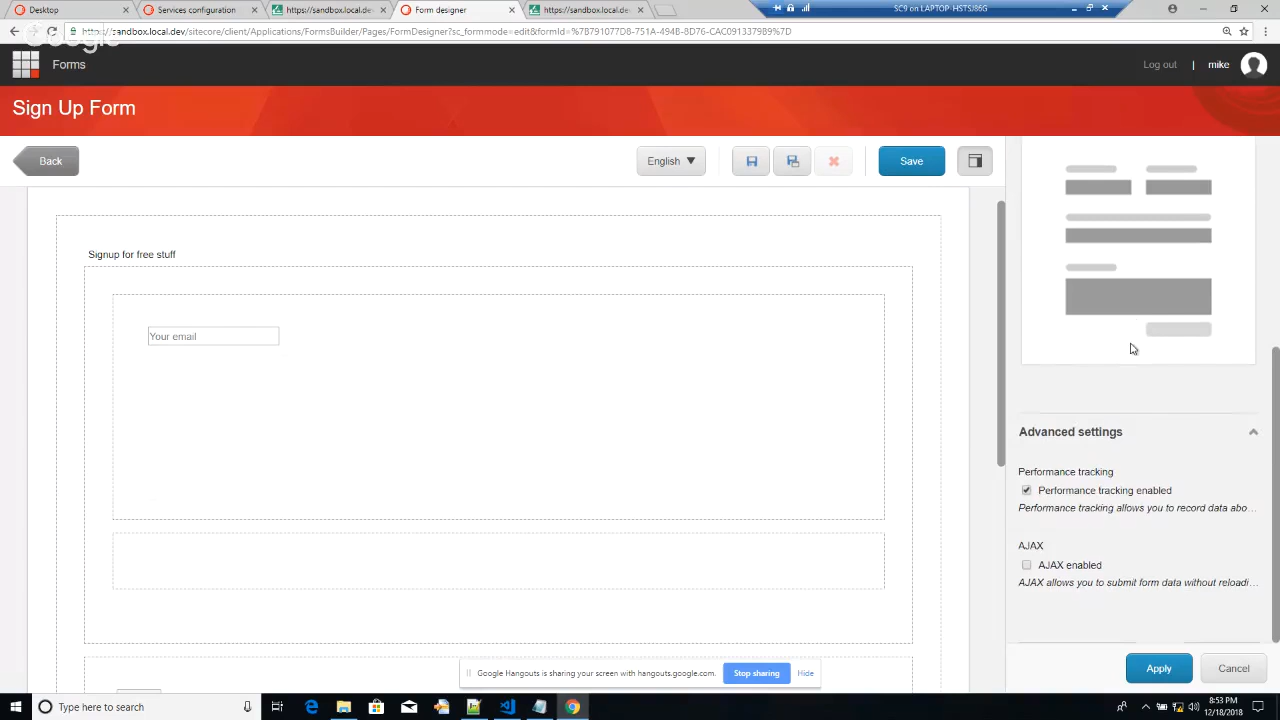 Desktop
Services configuration
https://sandbox.local.de
Form designer
https://sandbox.local.de
SC9 on LAPTOP-HSTSJ86G
https://sandbox.local.dev/sitecore/client/Applications/FormsBuilder/Pages/FormDesigner?sc_formmode=edit&formId=%7B791077D8-751A-494B-8D76-CAC0913379B9%7D
Google
Forms
Log out | mike
Sign Up Form
Back
English
Save
Signup for free stuff
Your email
Advanced settings
Performance tracking
Performance tracking enabled
Performance tracking allows you to record data abo...
AJAX
AJAX enabled
AJAX allows you to submit form data without reloadi...
Apply
Cancel
Google Hangouts is sharing your screen with hangouts.google.com.
Stop sharing
Hide
Type here to search
8:53 PM
12/18/2018